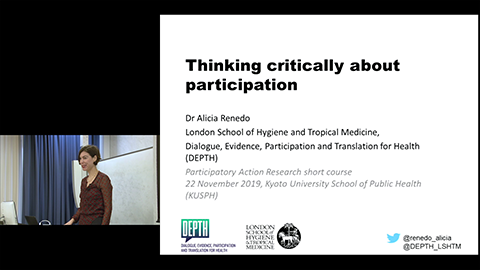 Thinking critically about
participation
Dr Alicia Renedo
London School of Hygiene and Tropical Medicine,
Dialogue, Evidence, Participation and Translation for Health
(DEPTH)
Participatory Action Research short course
22 November 2019, Kyoto University School of Public Health
(KUSPH)
DEPTH
DIALOGUE, EVIDENCE, PARTICIPATION
AND TRANSLATION FOR HEALTH
LONDON
SCHOOL of
HYGIENE
& TROPICAL
MEDICINE
@renedo_alicia
@DEPTH_LSHTM